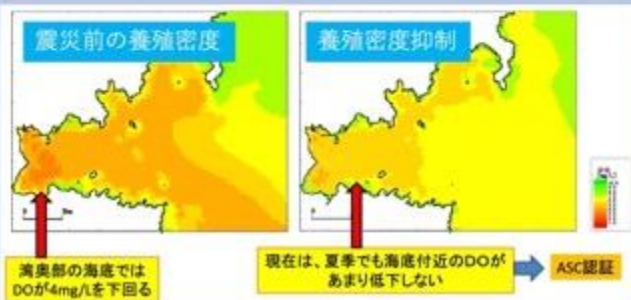 震災前の養殖密度
養殖密度抑制
湾奥部の海底では
DOが4mg/Lを下回る
現在は、夏季でも海底付近のDOが
あまり低下しない
ASC認証